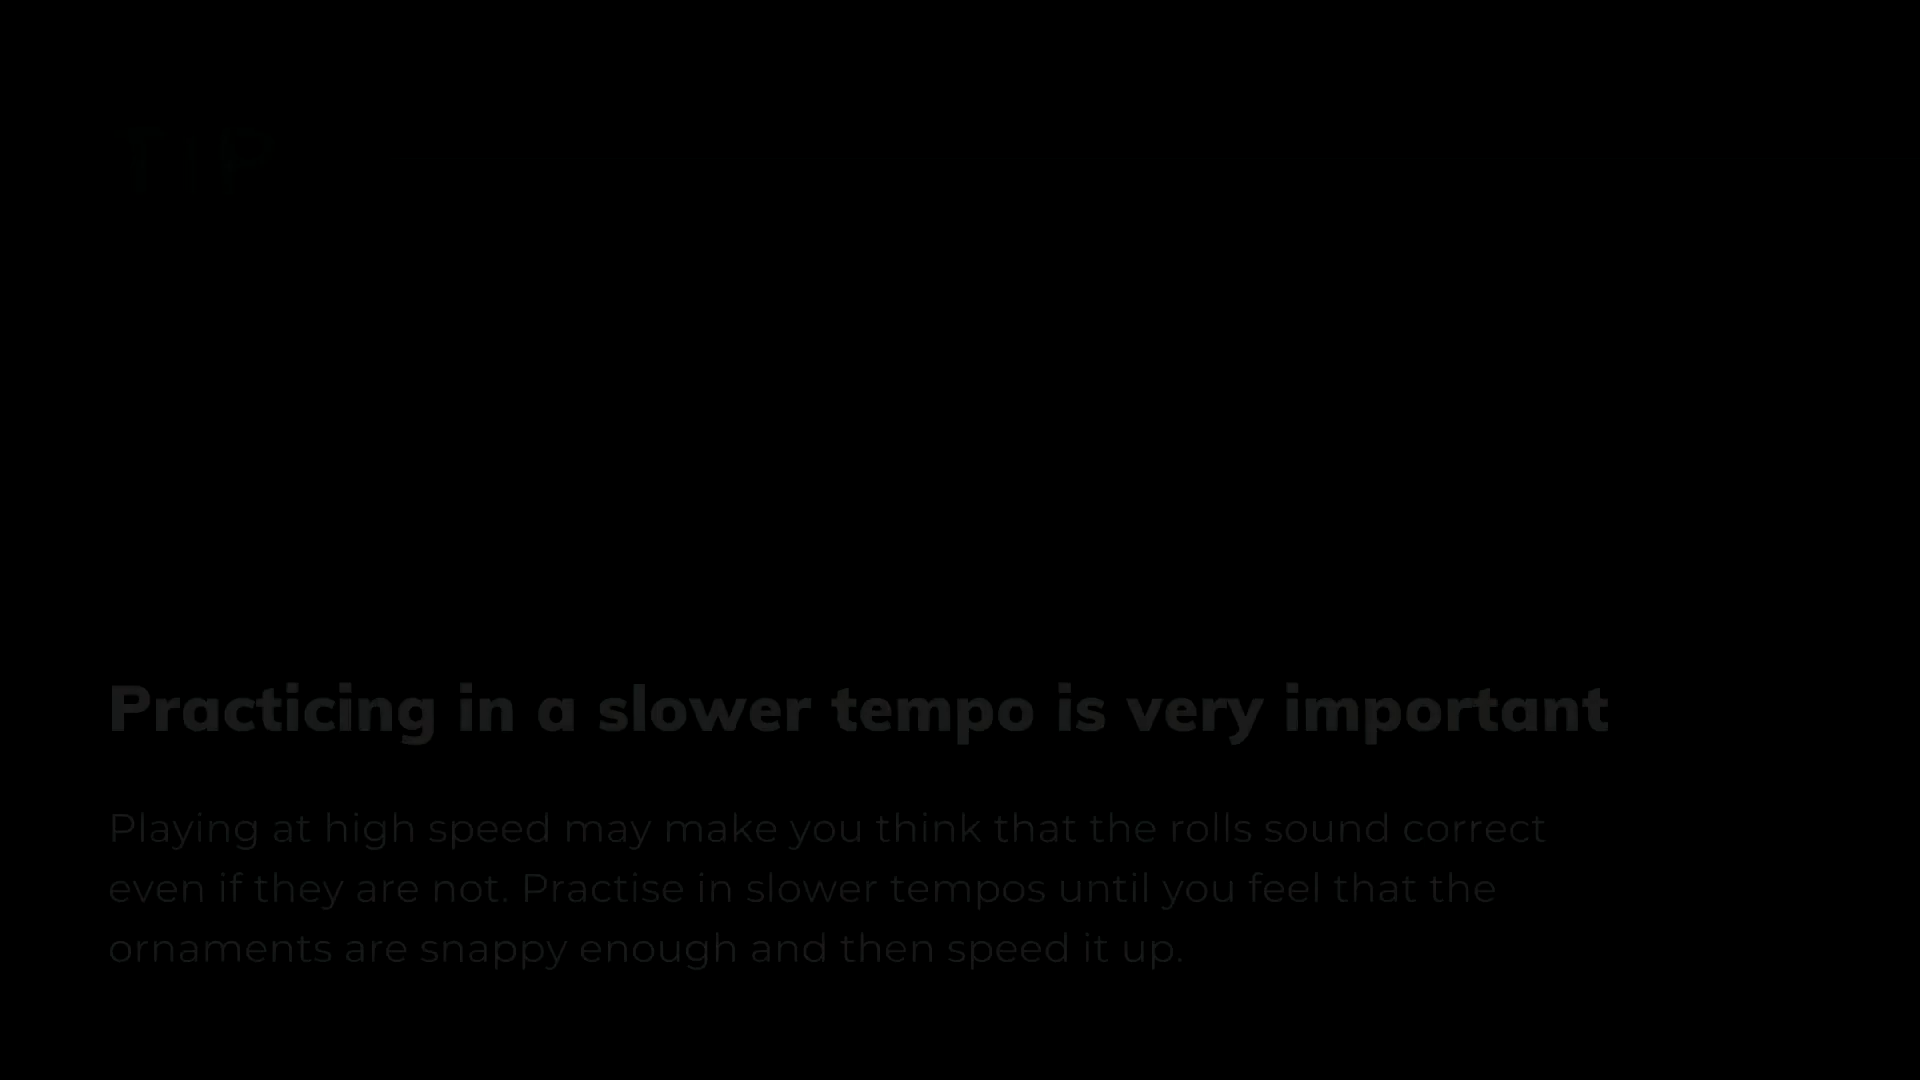 TIP
Practicing in a slower tempo is very important
Playing at high speed may make you think that the rolls sound correct
even if they are not. Practise in slower tempos until you feel that the
ornaments are snappy enough and then speed it up.